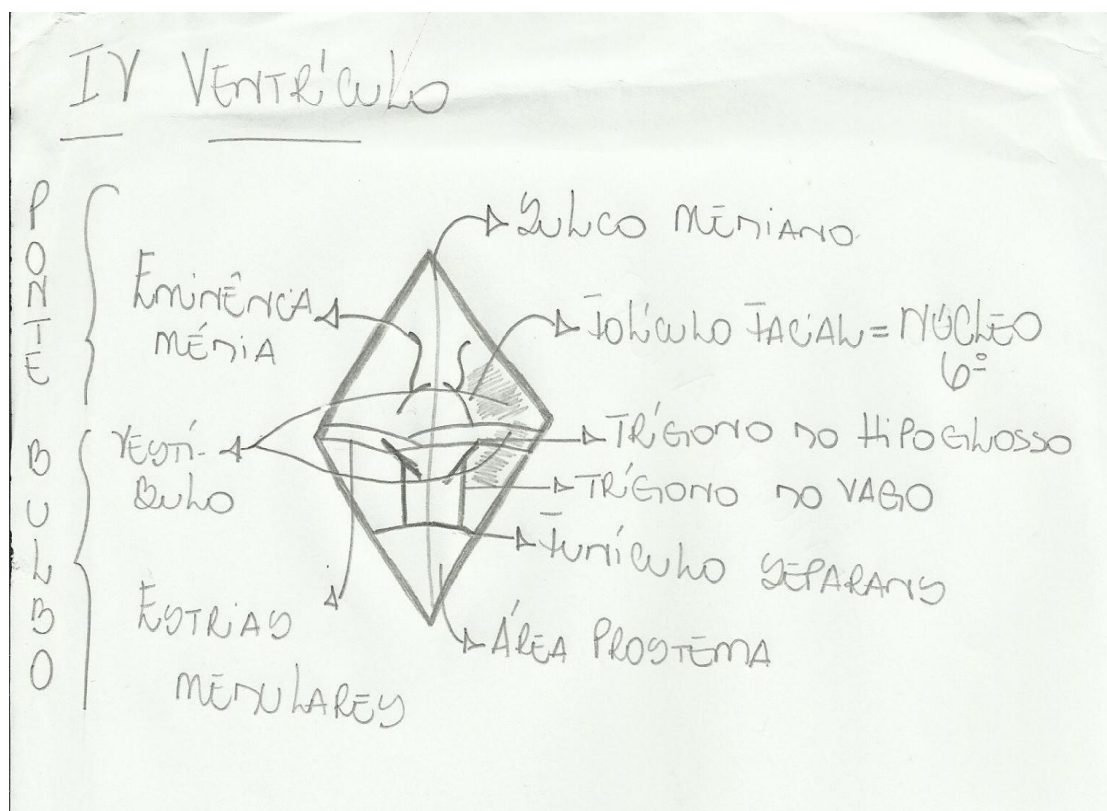 IV VENTRÍCULO
PONTE
BULBO
SULCO MEDIANO
EMINÊNCIA
MÉDIA
FOLÍCULO FACIAL = NÚCLEO
6º
VESTÍ-
BULO
TRÍGONO DO HIPOGLOSSO
TRÍGONO DO VAGO
FUNÍCULO SEPARANS
ESTRIAS
MEDULARES
ÁREA PROSTEMA